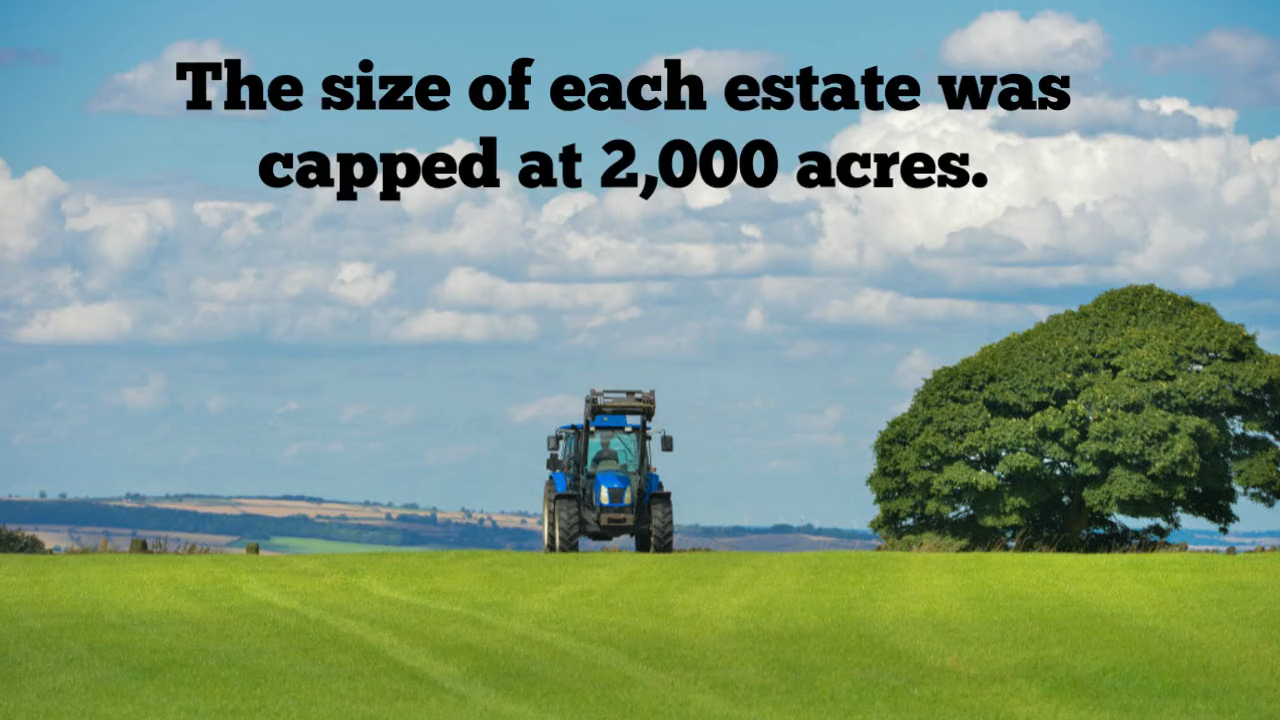 The size of each estate was
capped at 2,000 acres.